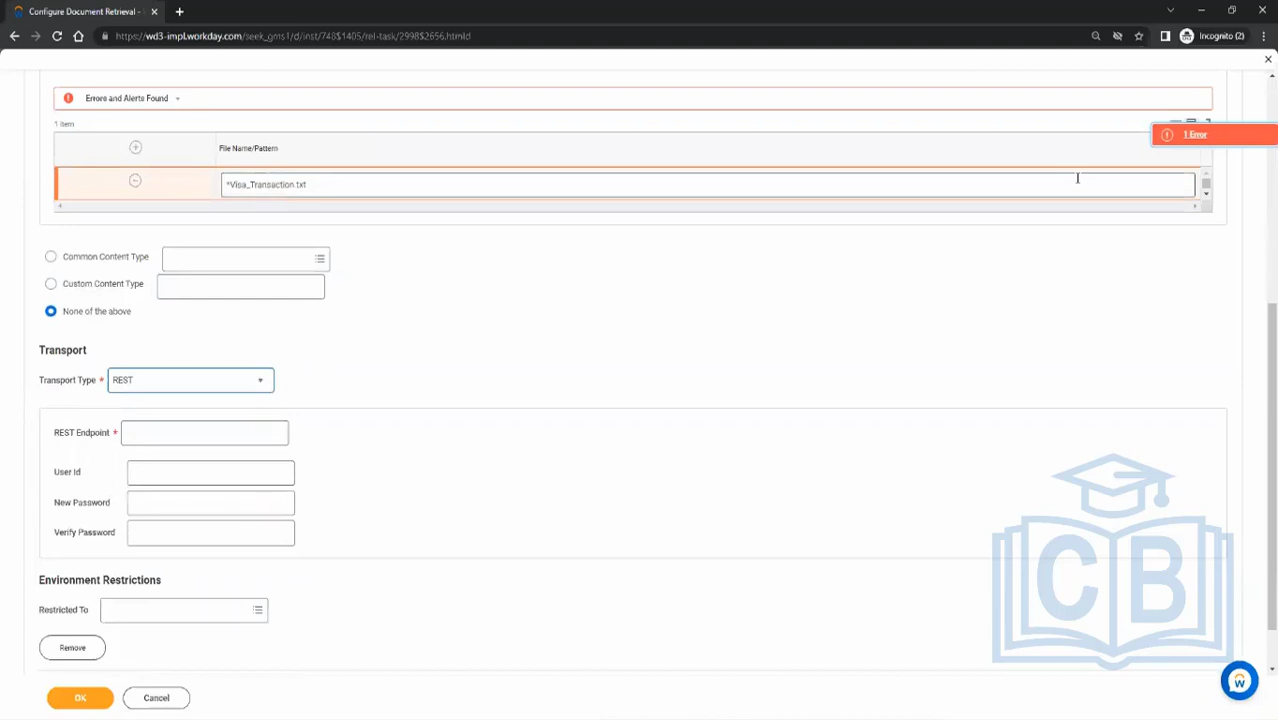 Configure Document Retrieval -
Incognito (2)
https://wd3-impl.workday.com/seek_gms1/d/inst/748$1405/rel-task/2998$2656.htmld
Errors and Alerts Found
1 Item
1 Error
File Name/Pattern
*Visa_Transaction.txt
Common Content Type
Custom Content Type
None of the above
Transport
Transport Type * REST
REST Endpoint *
User Id
New Password
Verify Password
Environment Restrictions
Restricted To
Remove
OK
Cancel
CB